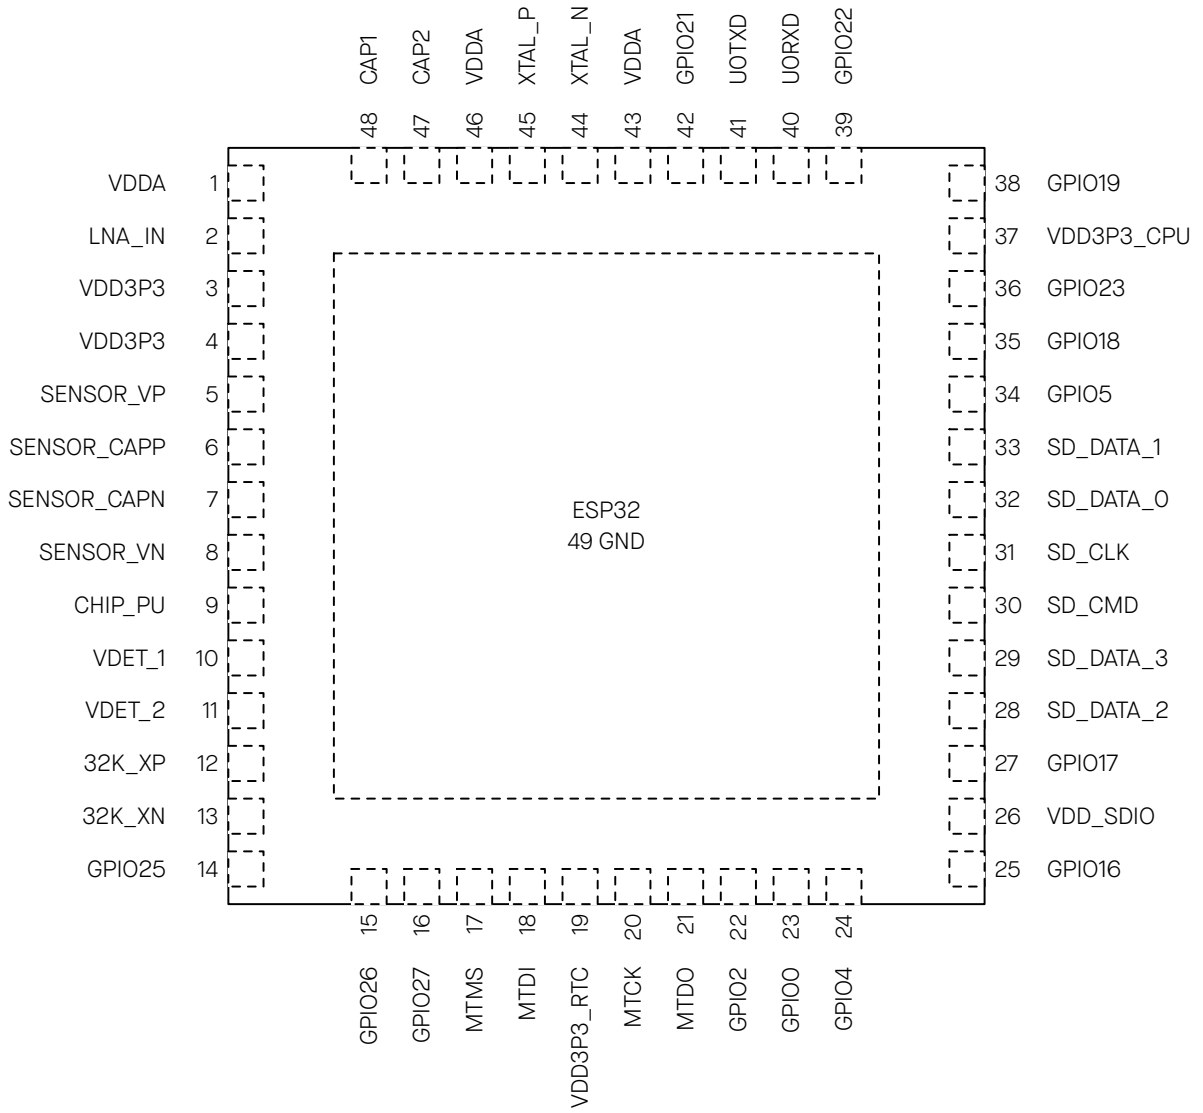 CAP1
CAP2
VDDA
XTAL_P
XTAL_N
VDDA
GPIO21
U0TXD
U0RXD
GPIO22
48
47
46
45
44
43
42
41
40
39
VDDA 1
38 GPIO19
LNA_IN 2
37 VDD3P3_CPU
VDD3P3 3
36 GPIO23
VDD3P3 4
35 GPIO18
SENSOR_VP 5
34 GPIO5
SENSOR_CAPP 6
33 SD_DATA_1
SENSOR_CAPN 7
32 SD_DATA_0
ESP32
49 GND
SENSOR_VN 8
31 SD_CLK
CHIP_PU 9
30 SD_CMD
VDET_1 10
29 SD_DATA_3
VDET_2 11
28 SD_DATA_2
32K_XP 12
27 GPIO17
32K_XN 13
26 VDD_SDIO
GPIO25 14
25 GPIO16
15
16
17
18
19
20
21
22
23
24
GPIO26
GPIO27
MTMS
MTDI
VDD3P3_RTC
MTCK
MTDO
GPIO2
GPIO0
GPIO4